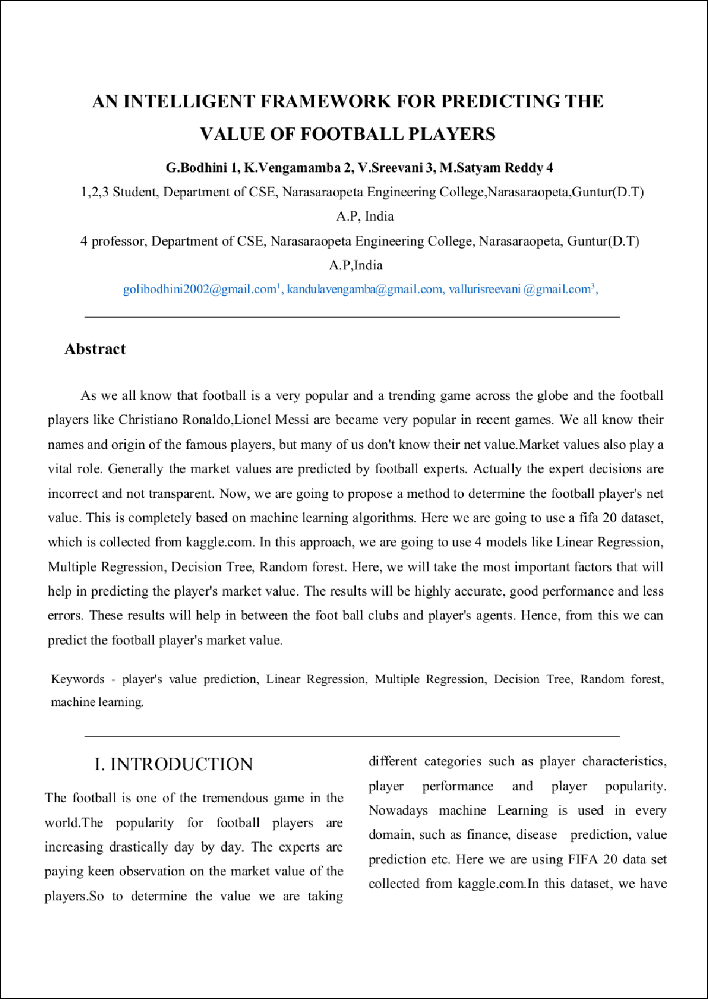 AN INTELLIGENT FRAMEWORK FOR PREDICTING THE
VALUE OF FOOTBALL PLAYERS
G.Bodhini 1, K.Vengamamba 2, V.Sreevani 3, M.Satyam Reddy 4
1,2,3 Student, Department of CSE, Narasaraopeta Engineering College,Narasaraopeta,Guntur(D.T)
A.P, India
4 professor, Department of CSE, Narasaraopeta Engineering College, Narasaraopeta, Guntur(D.T)
A.P,India
golibodhini2002@gmail.com1, kandulavengamba@gmail.com, vallurisreevani @gmail.com3,
Abstract
As we all know that football is a very popular and a trending game across the globe and the football
players like Christiano Ronaldo,Lionel Messi are became very popular in recent games. We all know their
names and origin of the famous players, but many of us don't know their net value.Market values also play a
vital role. Generally the market values are predicted by football experts. Actually the expert decisions are
incorrect and not transparent. Now, we are going to propose a method to determine the football player's net
value. This is completely based on machine learning algorithms. Here we are going to use a fifa 20 dataset,
which is collected from kaggle.com. In this approach, we are going to use 4 models like Linear Regression,
Multiple Regression, Decision Tree, Random forest. Here, we will take the most important factors that will
help in predicting the player's market value. The results will be highly accurate, good performance and less
errors. These results will help in between the foot ball clubs and player's agents. Hence, from this we can
predict the football player's market value.
Keywords - player's value prediction, Linear Regression, Multiple Regression, Decision Tree, Random forest,
machine learning.
I. INTRODUCTION
The football is one of the tremendous game in the
world.The popularity for football players are
increasing drastically day by day. The experts are
paying keen observation on the market value of the
players.So to determine the value we are taking
different categories such as player characteristics,
player performance and player popularity.
Nowadays machine Learning is used in every
domain, such as finance, disease prediction, value
prediction etc. Here we are using FIFA 20 data set
collected from kaggle.com.In this dataset, we have